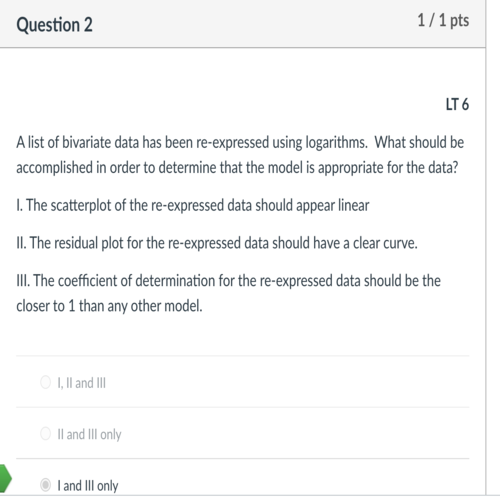 Question 2
1 / 1 pts
LT 6
A list of bivariate data has been re-expressed using logarithms. What should be
accomplished in order to determine that the model is appropriate for the data?
I. The scatterplot of the re-expressed data should appear linear
II. The residual plot for the re-expressed data should have a clear curve.
III. The coefficient of determination for the re-expressed data should be the
closer to 1 than any other model.
I, II and III
II and III only
I and III only